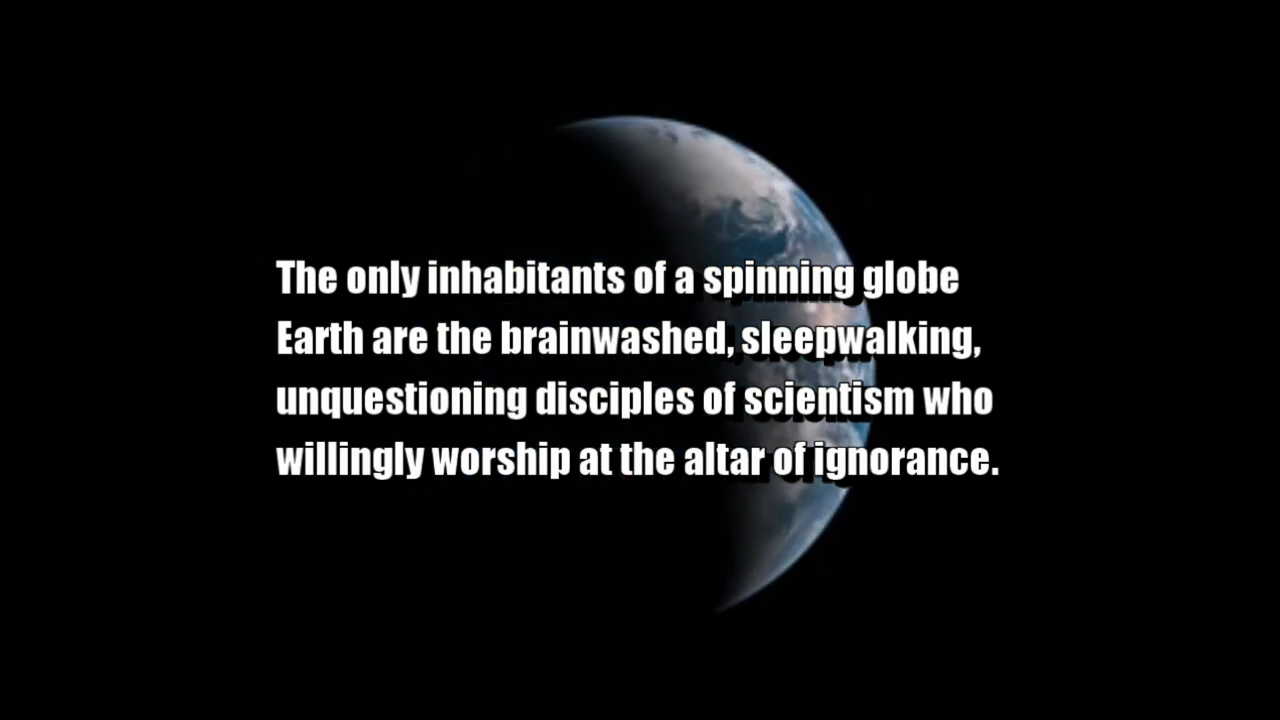 The only inhabitants of a spinning globe
Earth are the brainwashed, sleepwalking,
unquestioning disciples of scientism who
willingly worship at the altar of ignorance.